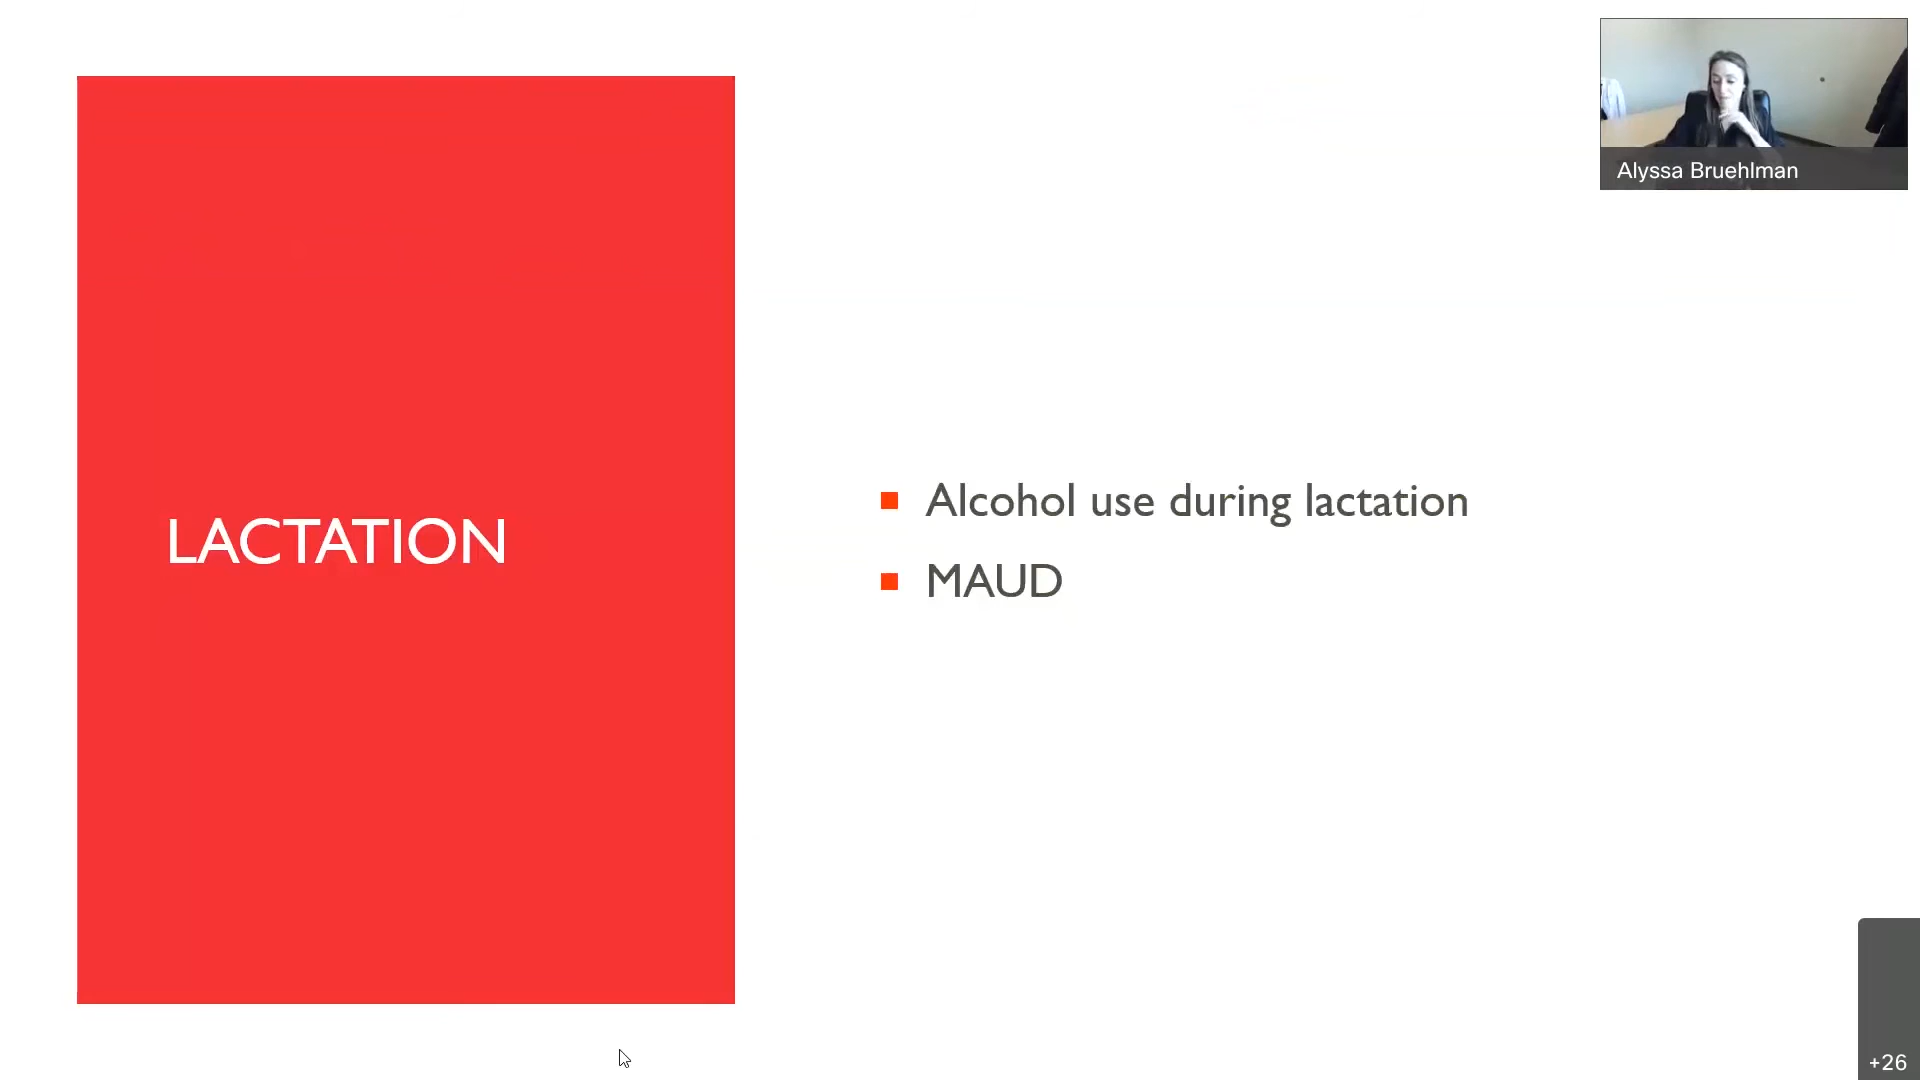 LACTATION
Alcohol use during lactation
MAUD
Alyssa Bruehlman
+26